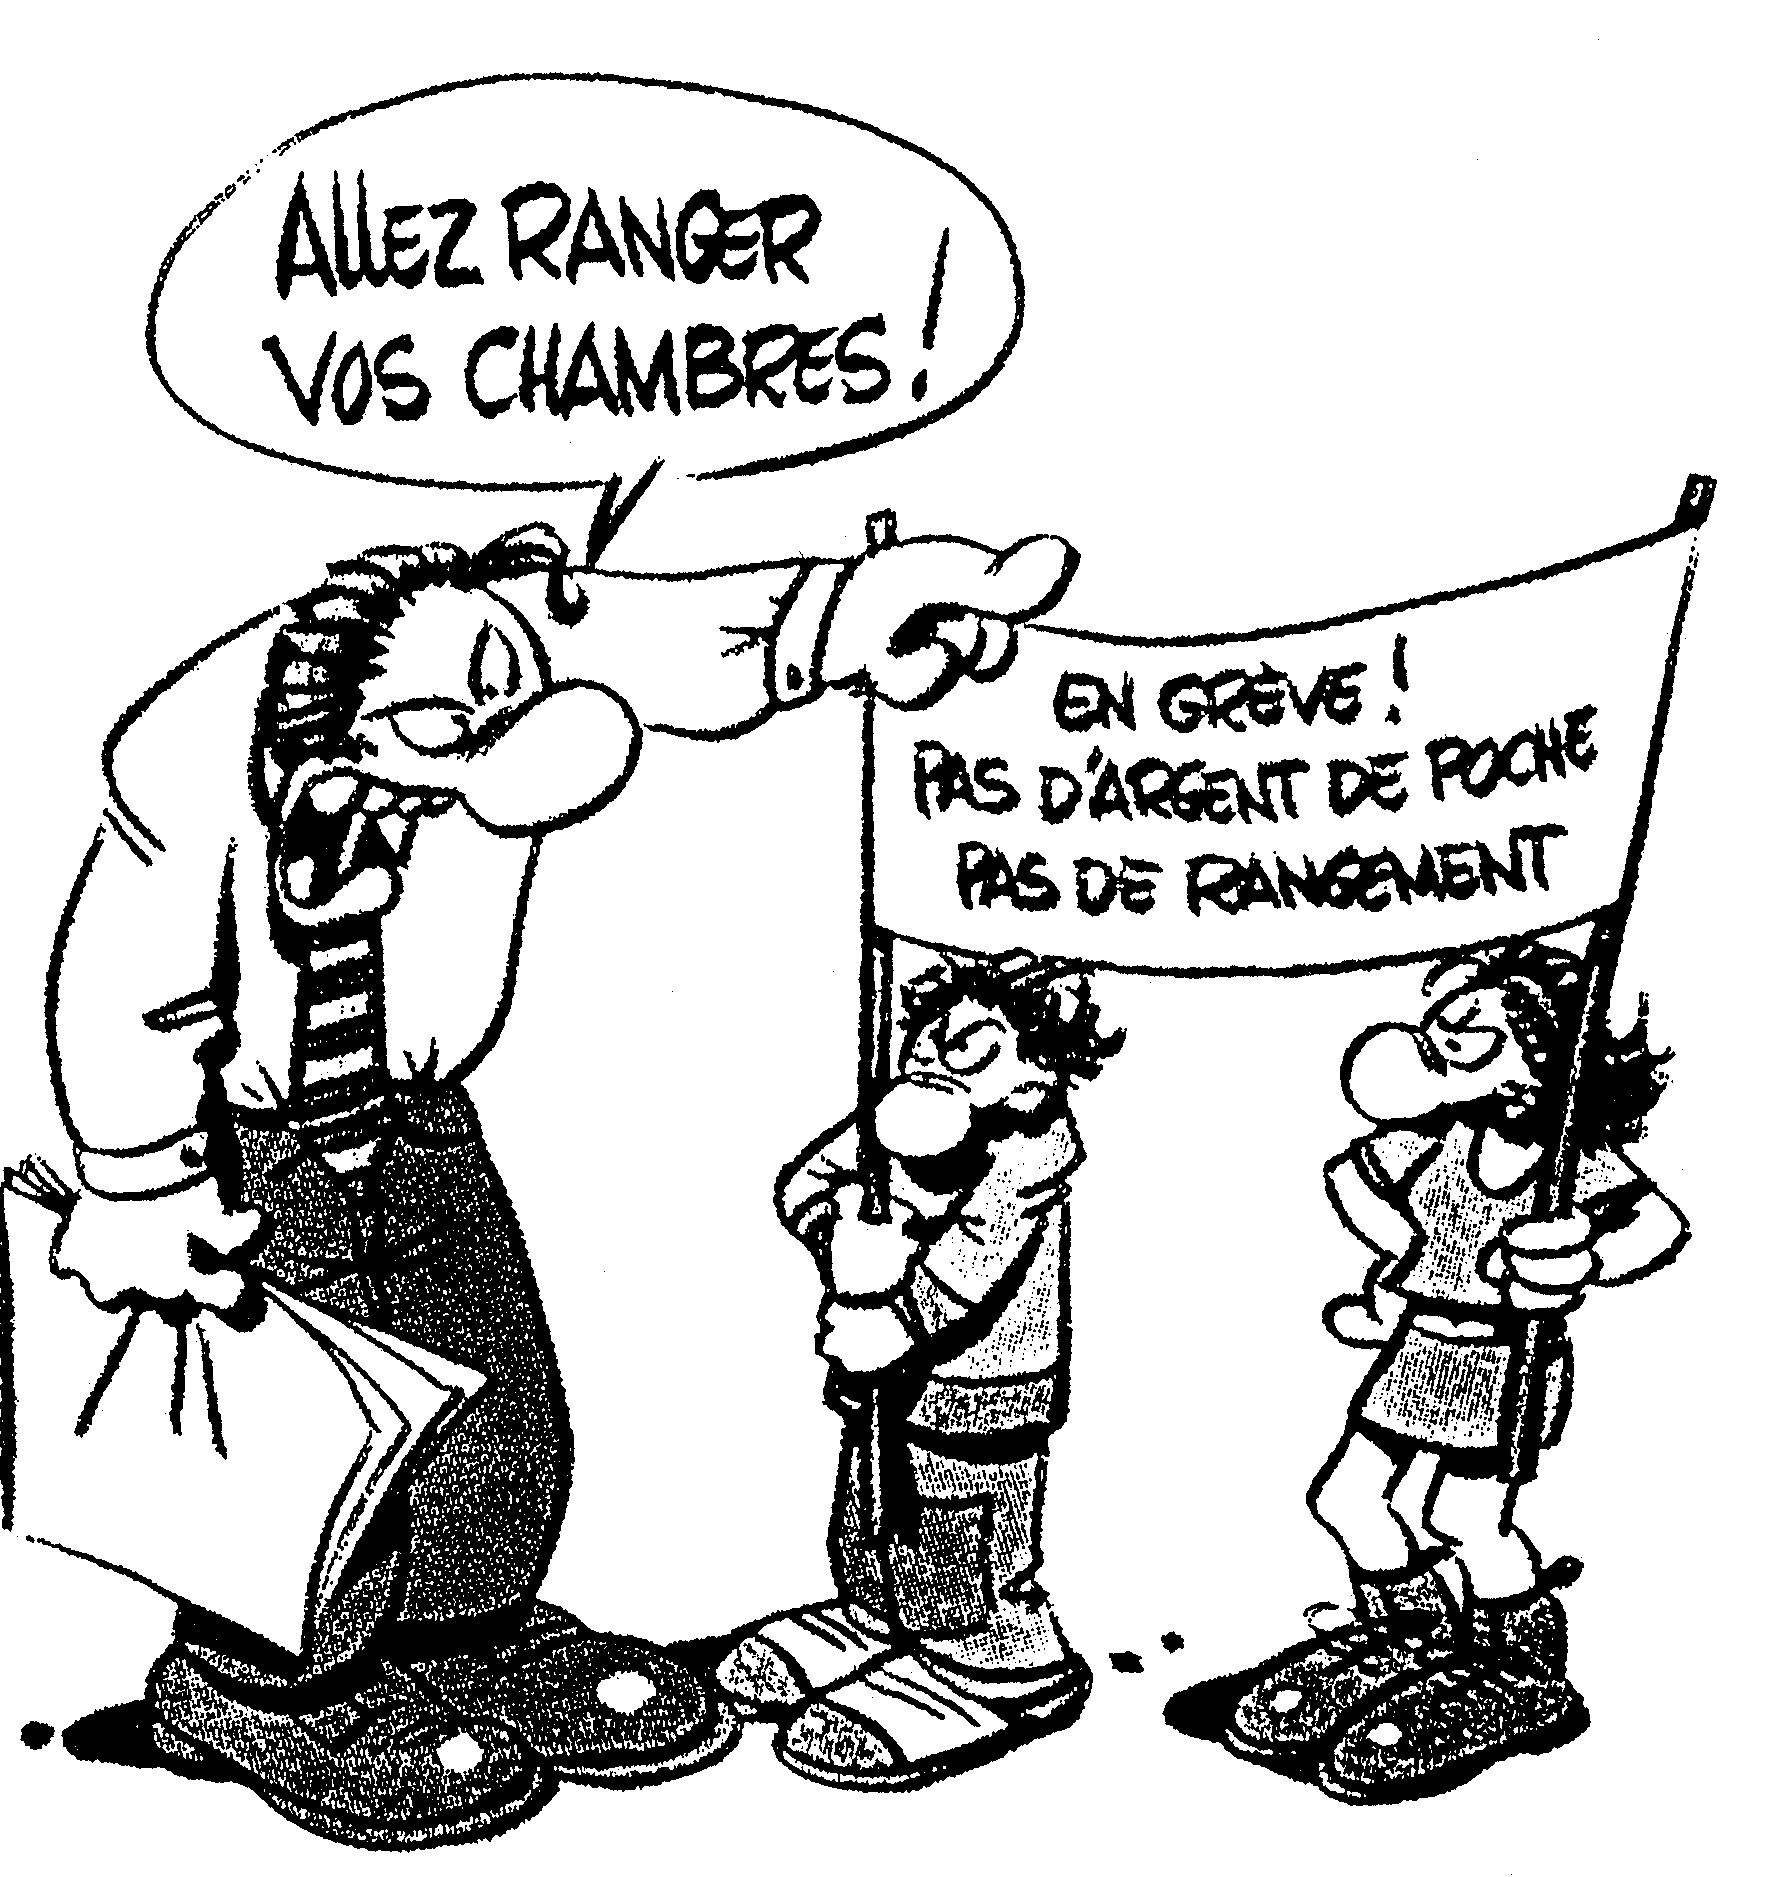 ALLEZ RANGER
VOS CHAMBRES !
EN GRÈVE !
PAS D'ARGENT DE POCHE
PAS DE RANGEMENT